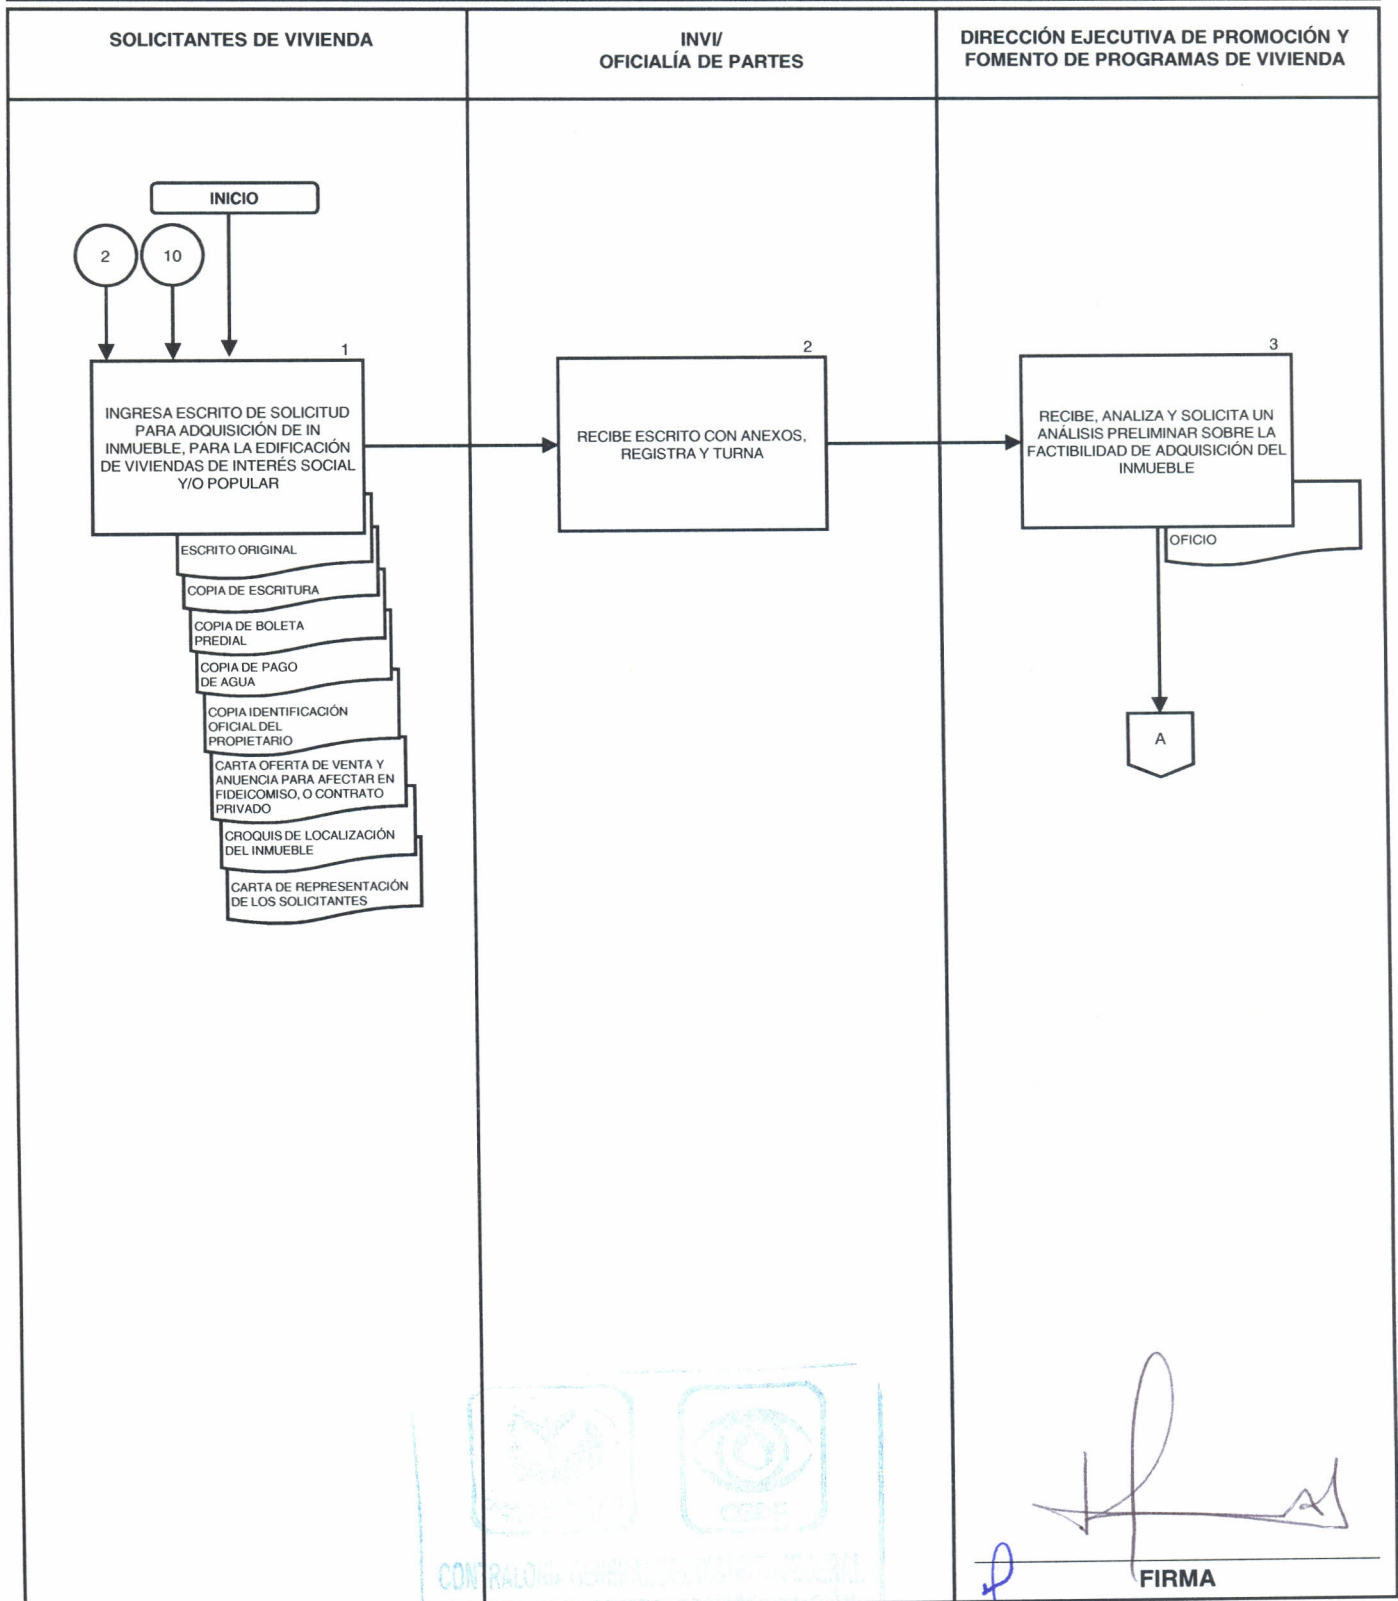 SOLICITANTES DE VIVIENDA
INVI/
OFICIALÍA DE PARTES
DIRECCIÓN EJECUTIVA DE PROMOCIÓN Y
FOMENTO DE PROGRAMAS DE VIVIENDA
INICIO
2
10
1
INGRESA ESCRITO DE SOLICITUD
PARA ADQUISICIÓN DE IN
INMUEBLE, PARA LA EDIFICACIÓN
DE VIVIENDAS DE INTERÉS SOCIAL
Y/O POPULAR
ESCRITO ORIGINAL
COPIA DE ESCRITURA
COPIA DE BOLETA
PREDIAL
COPIA DE PAGO
DE AGUA
COPIA IDENTIFICACIÓN
OFICIAL DEL
PROPIETARIO
CARTA OFERTA DE VENTA Y
ANUENCIA PARA AFECTAR EN
FIDEICOMISO, O CONTRATO
PRIVADO
CROQUIS DE LOCALIZACIÓN
DEL INMUEBLE
CARTA DE REPRESENTACIÓN
DE LOS SOLICITANTES
2
RECIBE ESCRITO CON ANEXOS,
REGISTRA Y TURNA
3
RECIBE, ANALIZA Y SOLICITA UN
ANÁLISIS PRELIMINAR SOBRE LA
FACTIBILIDAD DE ADQUISICIÓN DEL
INMUEBLE
OFICIO
A
CONTRALORÍA GENERAL
FIRMA